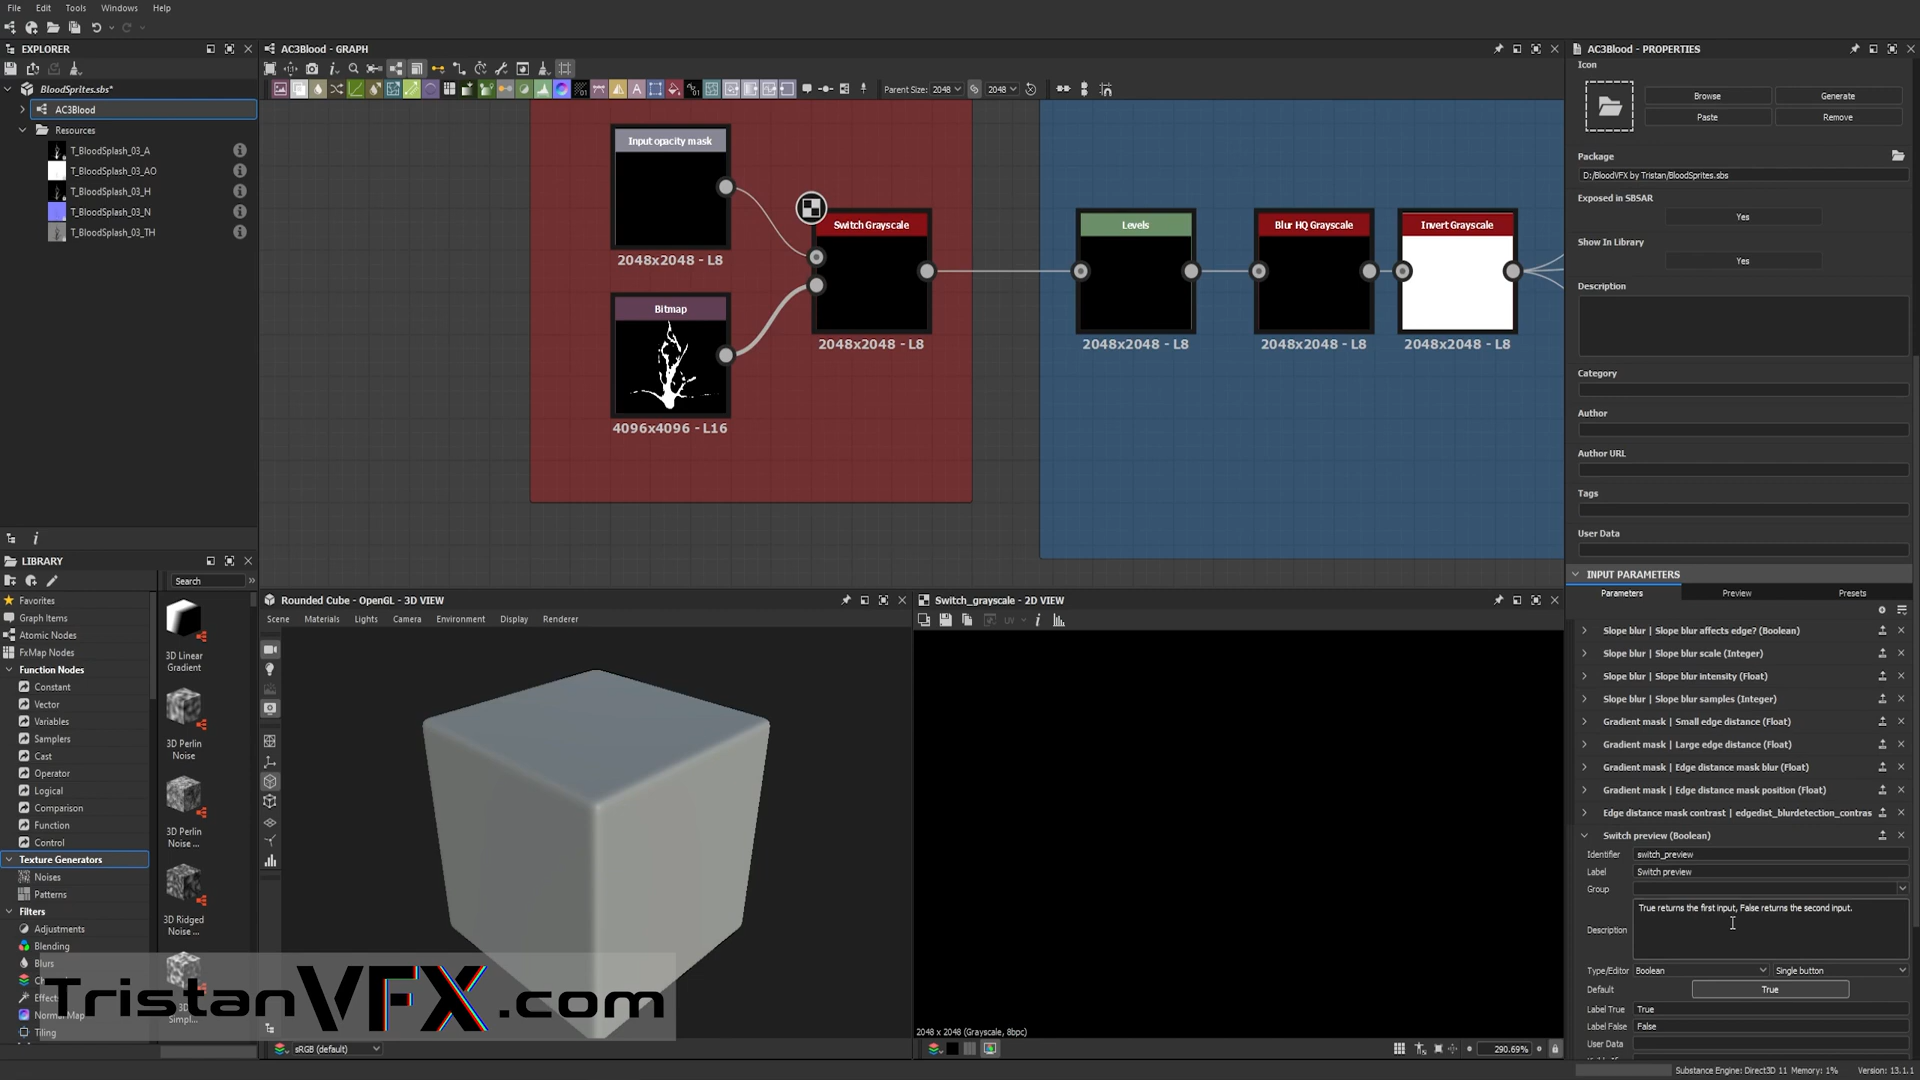 File Edit Tools Windows Help
EXPLORER
BloodSprites.sbs*
AC3Blood
Resources
T_BloodSplash_03_A
T_BloodSplash_03_AO
T_BloodSplash_03_H
T_BloodSplash_03_N
T_BloodSplash_03_TH
AC3Blood - GRAPH
Parent Size: 2048 2048
Input opacity mask
2048x2048 - L8
Bitmap
4096x4096 - L16
Switch Grayscale
2048x2048 - L8
Levels
2048x2048 - L8
Blur HQ Grayscale
2048x2048 - L8
Invert Grayscale
2048x2048 - L8
LIBRARY
Search
Favorites
Graph Items
Atomic Nodes
FxMap Nodes
Function Nodes
Constant
Vector
Variables
Samplers
Cast
Operator
Logical
Comparison
Function
Control
Texture Generators
Noises
Patterns
Filters
Adjustments
Blending
Blurs
Effects
Normal Map
Tiling
3D Linear
Gradient
3D Perlin
Noise
3D Perlin
Noise ...
3D Ridged
Noise ...
3D
Simpl...
Rounded Cube - OpenGL - 3D VIEW
Scene Materials Lights Camera Environment Display Renderer
sRGB (default)
TristanVFX.com
Switch_grayscale - 2D VIEW
UV
2048 x 2048 (Grayscale, 8bpc)
290.69%
AC3Blood - PROPERTIES
Icon
Browse Generate
Paste Remove
Package
D:/BloodVFX by Tristan/BloodSprites.sbs
Exposed in SBSAR
Yes
Show In Library
Yes
Description
Category
Author
Author URL
Tags
User Data
INPUT PARAMETERS
Parameters Preview Presets
Slope blur | Slope blur affects edge? (Boolean)
Slope blur | Slope blur scale (Integer)
Slope blur | Slope blur intensity (Float)
Slope blur | Slope blur samples (Integer)
Gradient mask | Small edge distance (Float)
Gradient mask | Large edge distance (Float)
Gradient mask | Edge distance mask blur (Float)
Gradient mask | Edge distance mask position (Float)
Edge distance mask contrast | edgedist_blurdetection_contras
Switch preview (Boolean)
Identifier switch_preview
Label Switch preview
Group
Description True returns the first input, False returns the second input.
Type/Editor Boolean Single button
Default True
Label True True
Label False False
User Data
Substance Engine: Direct3D 11 Memory: 1% Version: 13.1.1